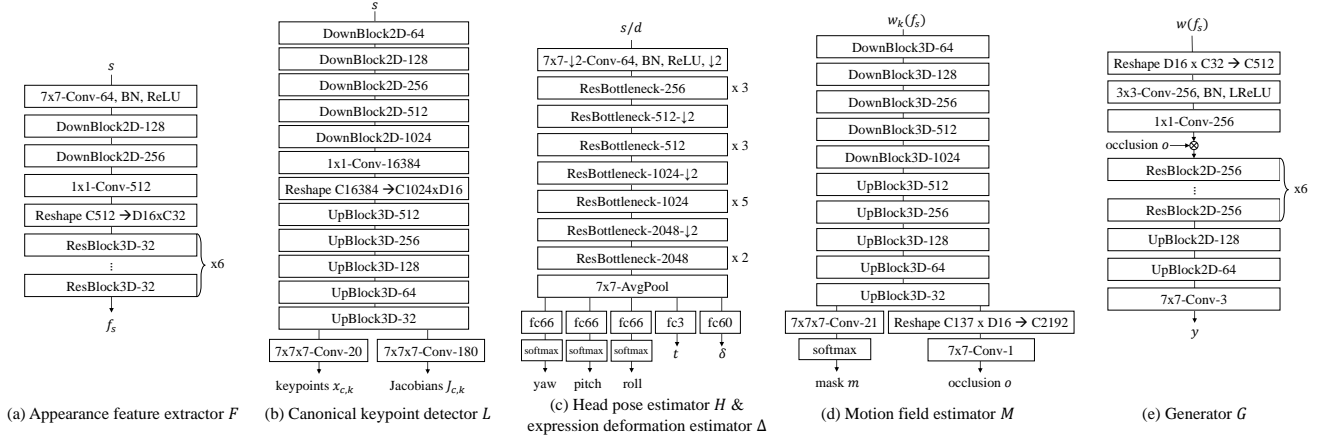 s
7x7-Conv-64, BN, ReLU
DownBlock2D-128
DownBlock2D-256
1x1-Conv-512
Reshape C512 →D16xC32
ResBlock3D-32
⋮
ResBlock3D-32
x6
f_s
(a) Appearance feature extractor F
s
DownBlock2D-64
DownBlock2D-128
DownBlock2D-256
DownBlock2D-512
DownBlock2D-1024
1x1-Conv-16384
Reshape C16384 →C1024xD16
UpBlock3D-512
UpBlock3D-256
UpBlock3D-128
UpBlock3D-64
UpBlock3D-32
7x7x7-Conv-20
7x7x7-Conv-180
keypoints x_{c,k}
Jacobians J_{c,k}
(b) Canonical keypoint detector L
s/d
7x7-↓2-Conv-64, BN, ReLU, ↓2
ResBottleneck-256 x 3
ResBottleneck-512-↓2
ResBottleneck-512 x 3
ResBottleneck-1024-↓2
ResBottleneck-1024 x 5
ResBottleneck-2048-↓2
ResBottleneck-2048 x 2
7x7-AvgPool
fc66 fc66 fc66 fc3 fc60
softmax softmax softmax t δ
yaw pitch roll
(c) Head pose estimator H &
expression deformation estimator Δ
w_k(f_s)
DownBlock3D-64
DownBlock3D-128
DownBlock3D-256
DownBlock3D-512
DownBlock3D-1024
UpBlock3D-512
UpBlock3D-256
UpBlock3D-128
UpBlock3D-64
UpBlock3D-32
7x7x7-Conv-21
Reshape C137 x D16 → C2192
softmax
7x7-Conv-1
mask m
occlusion o
(d) Motion field estimator M
w(f_s)
Reshape D16 x C32 → C512
3x3-Conv-256, BN, LReLU
1x1-Conv-256
occlusion o
ResBlock2D-256
⋮
ResBlock2D-256
x6
UpBlock2D-128
UpBlock2D-64
7x7-Conv-3
y
(e) Generator G